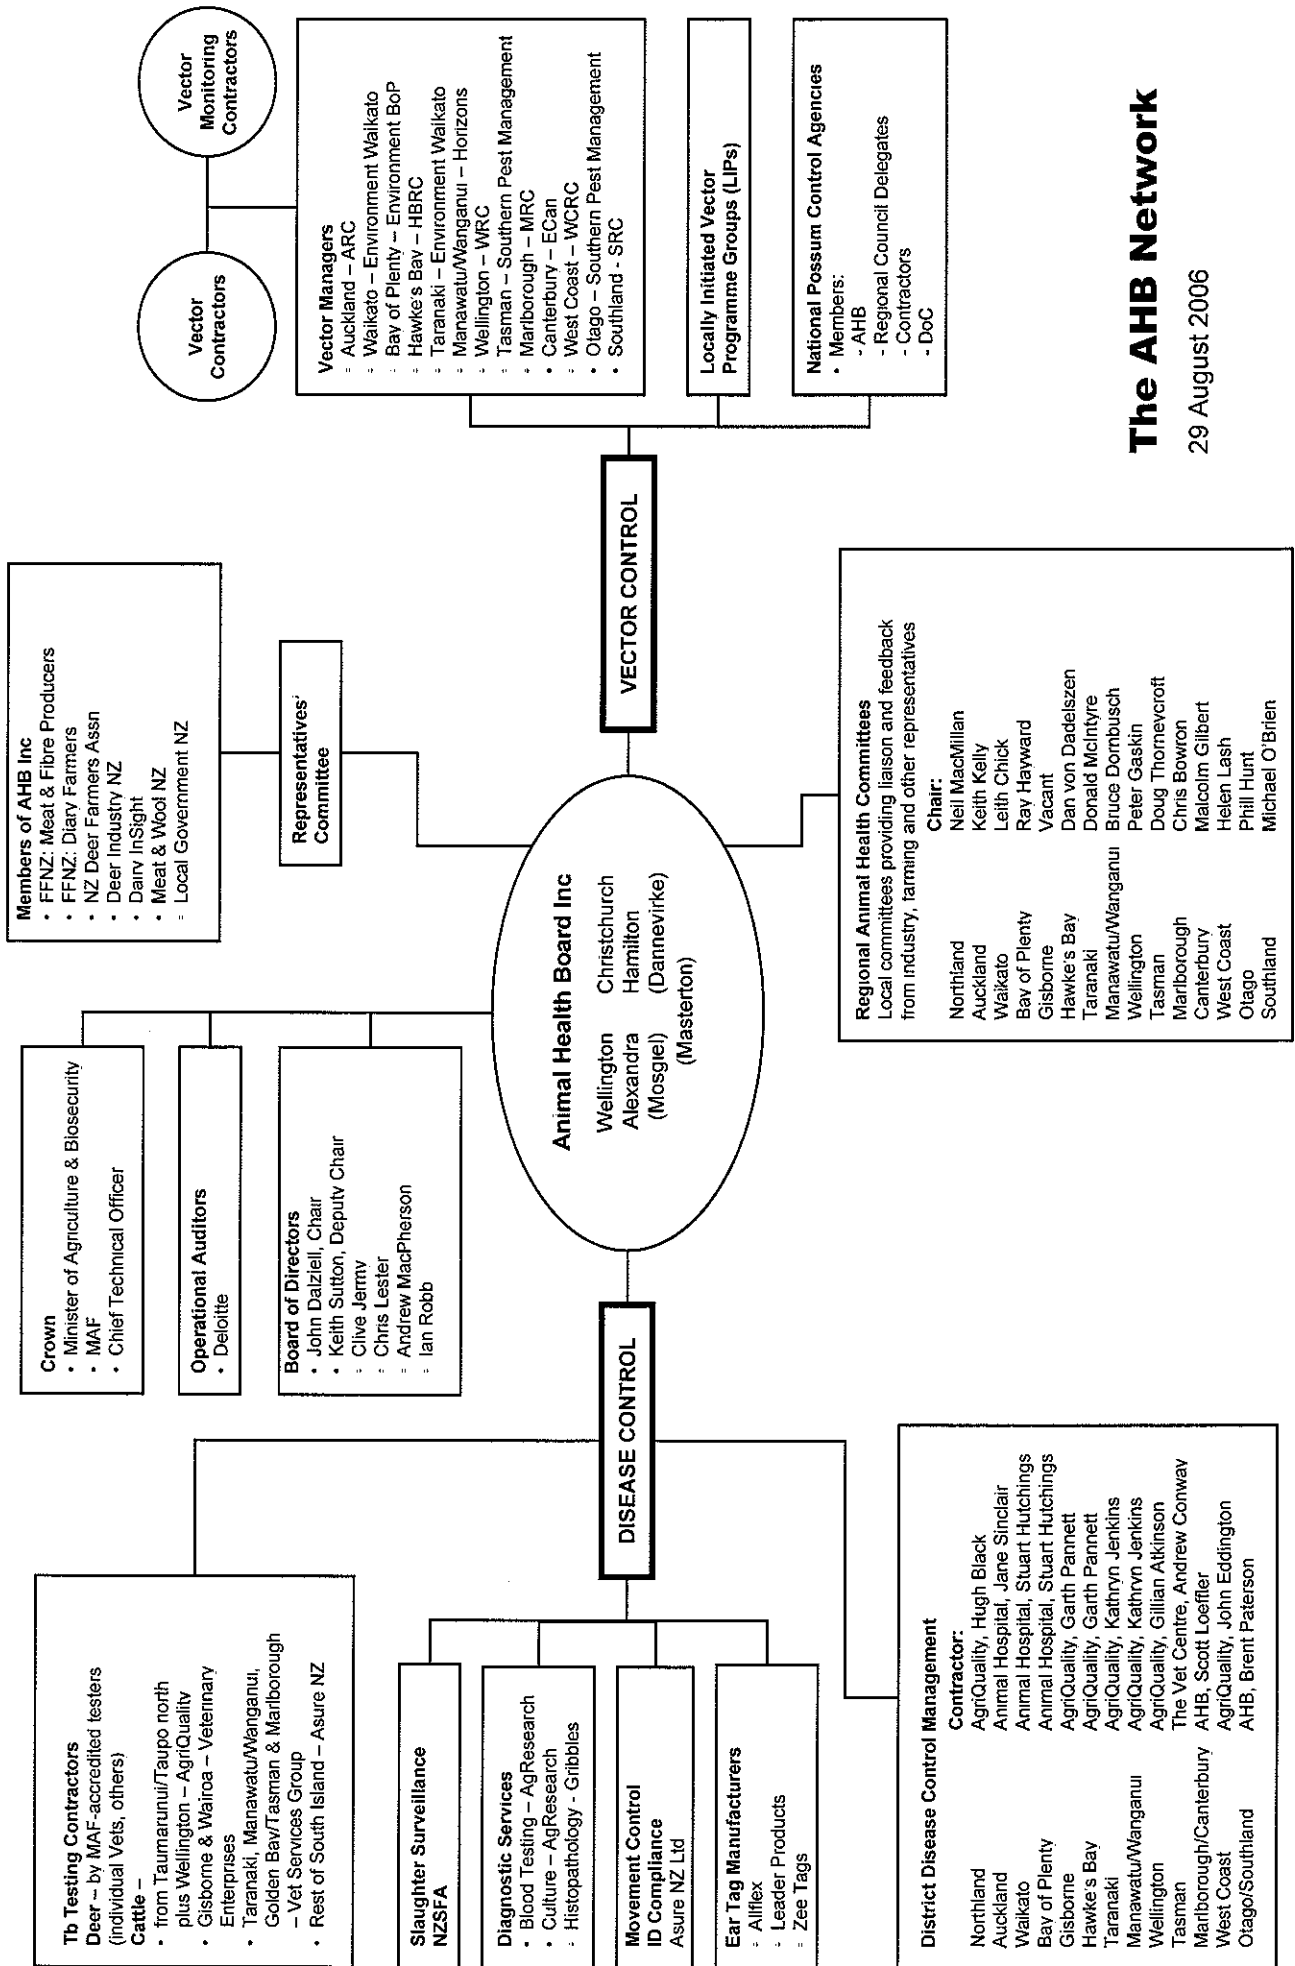 Tb Testing Contractors
Deer – by MAF-accredited testers
(individual Vets, others)
Cattle –
• from Taumarunui/Taupo north
plus Wellington – AgriQuality
• Gisborne & Wairoa – Veterinary
Enterprises
• Taranaki, Manawatu/Wanganui,
Golden Bay/Tasman & Marlborough
– Vet Services Group
• Rest of South Island – Asure NZ
Slaughter Surveillance
NZSFA
Diagnostic Services
• Blood Testing – AgResearch
• Culture – AgResearch
• Histopathology - Gribbles
Movement Control
ID Compliance
Asure NZ Ltd
Ear Tag Manufacturers
• Allflex
• Leader Products
• Zee Tags
DISEASE CONTROL
District Disease Control Management
Contractor:
Northland AgriQuality, Hugh Black
Auckland Animal Hospital, Jane Sinclair
Waikato Animal Hospital, Stuart Hutchings
Bay of Plenty Animal Hospital, Stuart Hutchings
Gisborne AgriQuality, Garth Pannett
Hawke's Bay AgriQuality, Garth Pannett
Taranaki AgriQuality, Kathryn Jenkins
Manawatu/Wanganui AgriQuality, Kathryn Jenkins
Wellington AgriQuality, Gillian Atkinson
Tasman The Vet Centre, Andrew Conway
Marlborough/Canterbury AHB, Scott Loeffler
West Coast AgriQuality, John Eddington
Otago/Southland AHB, Brent Paterson
Crown
• Minister of Agriculture & Biosecurity
• MAF
• Chief Technical Officer
Operational Auditors
• Deloitte
Board of Directors
• John Dalziell, Chair
• Keith Sutton, Deputy Chair
• Clive Jermy
• Chris Lester
• Andrew MacPherson
• Ian Robb
Members of AHB Inc
• FFNZ: Meat & Fibre Producers
• FFNZ: Diary Farmers
• NZ Deer Farmers Assn
• Deer Industry NZ
• Dairy InSight
• Meat & Wool NZ
• Local Government NZ
Representatives'
Committee
Animal Health Board Inc
Wellington Christchurch
Alexandra Hamilton
(Mosgiel) (Dannevirke)
(Masterton)
Regional Animal Health Committees
Local committees providing liaison and feedback
from industry, farming and other representatives
Chair:
Northland Neil MacMillan
Auckland Keith Kelly
Waikato Leith Chick
Bay of Plenty Ray Hayward
Gisborne Vacant
Hawke's Bay Dan von Dadelszen
Taranaki Donald McIntyre
Manawatu/Wanganui Bruce Dornbusch
Wellington Peter Gaskin
Tasman Doug Thorneycroft
Marlborough Chris Bowron
Canterbury Malcolm Gilbert
West Coast Helen Lash
Otago Phill Hunt
Southland Michael O'Brien
VECTOR CONTROL
Vector
Contractors
Vector
Monitoring
Contractors
Vector Managers
• Auckland – ARC
• Waikato – Environment Waikato
• Bay of Plenty – Environment BoP
• Hawke's Bay – HBRC
• Taranaki – Environment Waikato
• Manawatu/Wanganui – Horizons
• Wellington – WRC
• Tasman – Southern Pest Management
• Marlborough – MRC
• Canterbury – ECan
• West Coast – WCRC
• Otago – Southern Pest Management
• Southland - SRC
Locally Initiated Vector
Programme Groups (LIPs)
National Possum Control Agencies
• Members:
- AHB
- Regional Council Delegates
- Contractors
- DoC
The AHB Network
29 August 2006